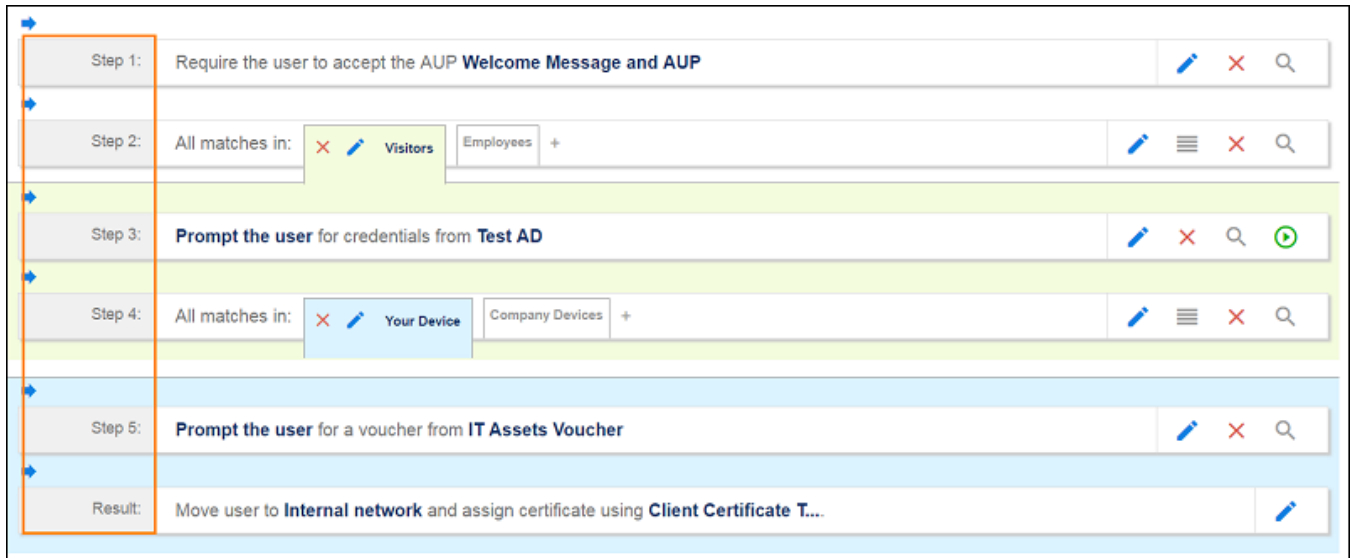 Step 1: Require the user to accept the AUP Welcome Message and AUP
Step 2: All matches in: Visitors Employees +
Step 3: Prompt the user for credentials from Test AD
Step 4: All matches in: Your Device Company Devices +
Step 5: Prompt the user for a voucher from IT Assets Voucher
Result: Move user to Internal network and assign certificate using Client Certificate T....